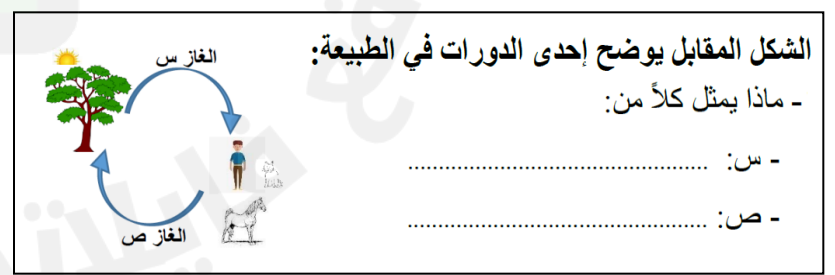 الشكل المقابل يوضح إحدى الدورات في الطبيعة:
- ماذا يمثل كلاً من:
- س: ..................................................
- ص: ..................................................
الغاز س
الغاز ص